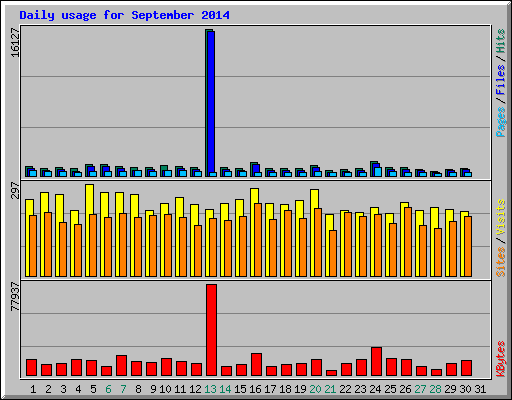 Daily usage for September 2014
16127
Pages / Files / Hits
297
Sites / Visits
77937
KBytes
1 2 3 4 5 6 7 8 9 10 11 12 13 14 15 16 17 18 19 20 21 22 23 24 25 26 27 28 29 30 31